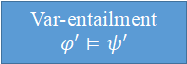 Var-entailment
φ′ ⊨ ψ′